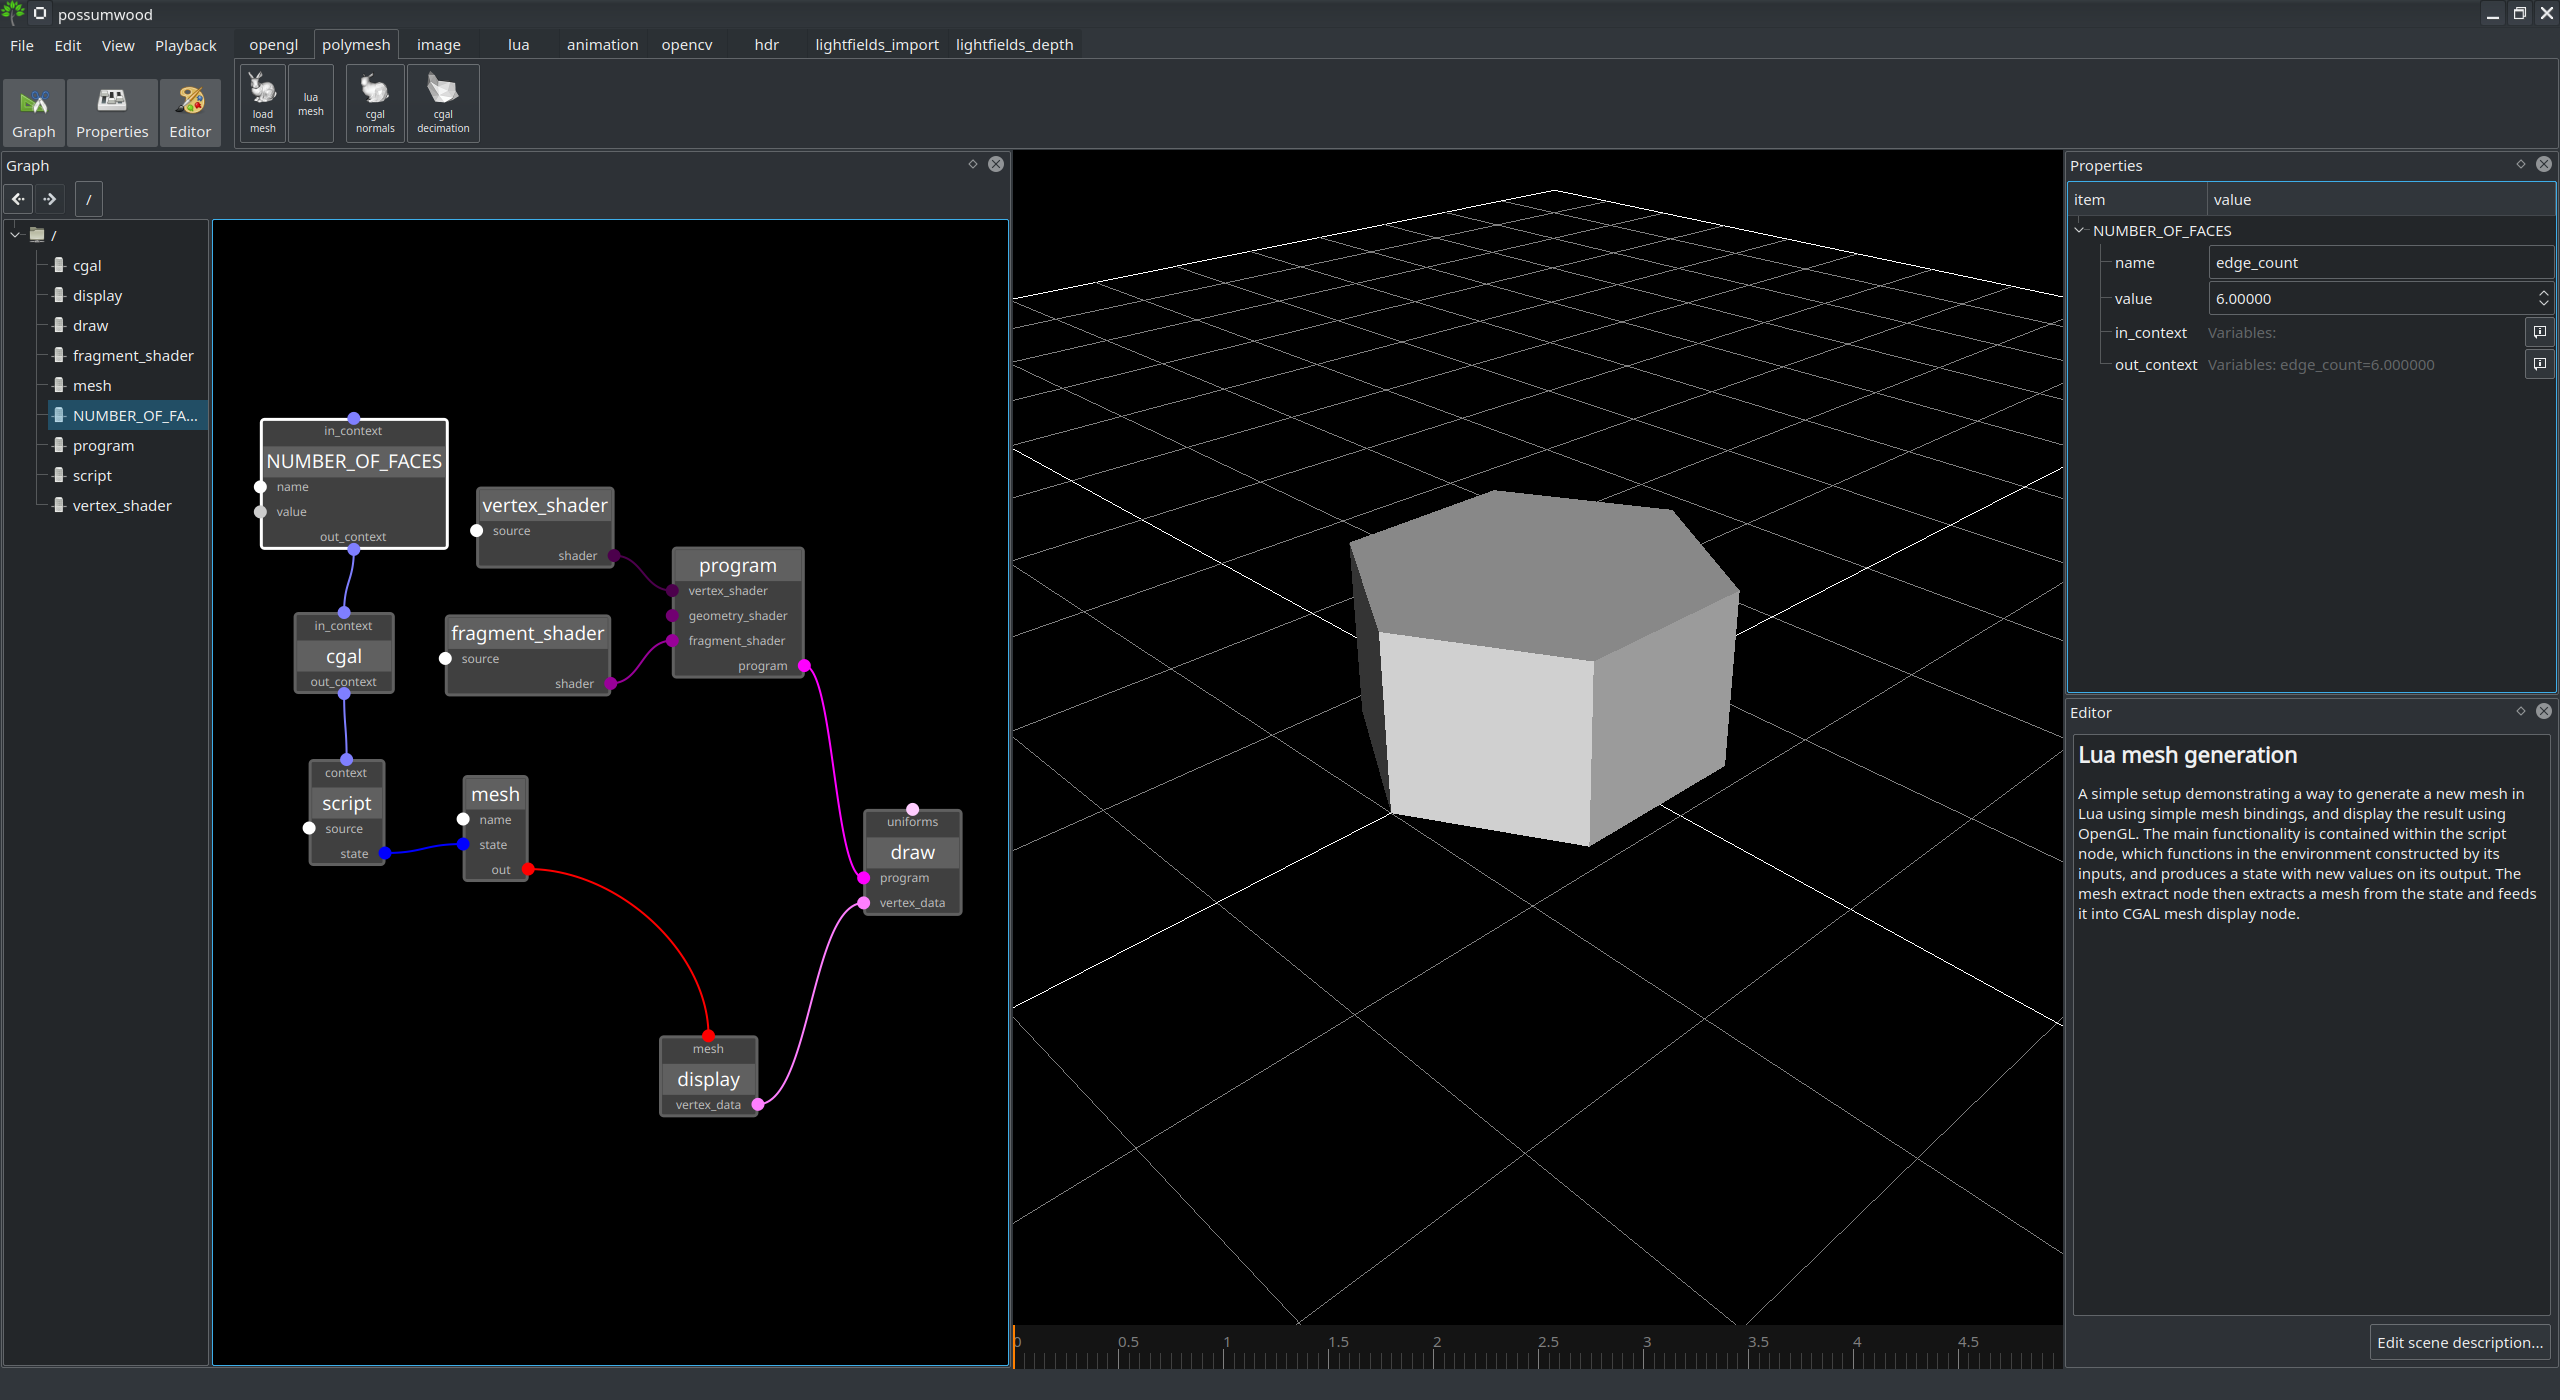 possumwood
File Edit View Playback
opengl polymesh image lua animation opencv hdr lightfields_import lightfields_depth
Graph Properties Editor
load mesh
lua mesh
cgal normals
cgal decimation
Graph
/
/
cgal
display
draw
fragment_shader
mesh
NUMBER_OF_FA...
program
script
vertex_shader
in_context
NUMBER_OF_FACES
name
value
out_context
vertex_shader
source
shader
program
vertex_shader
geometry_shader
fragment_shader
program
fragment_shader
source
shader
in_context
cgal
out_context
context
script
source
state
mesh
name
state
out
uniforms
draw
program
vertex_data
mesh
display
vertex_data
0 0.5 1 1.5 2 2.5 3 3.5 4 4.5
Properties
item value
NUMBER_OF_FACES
name edge_count
value 6.00000
in_context Variables:
out_context Variables: edge_count=6.000000
Editor
Lua mesh generation
A simple setup demonstrating a way to generate a new mesh in
Lua using simple mesh bindings, and display the result using
OpenGL. The main functionality is contained within the script
node, which functions in the environment constructed by its
inputs, and produces a state with new values on its output. The
mesh extract node then extracts a mesh from the state and feeds
it into CGAL mesh display node.
Edit scene description...